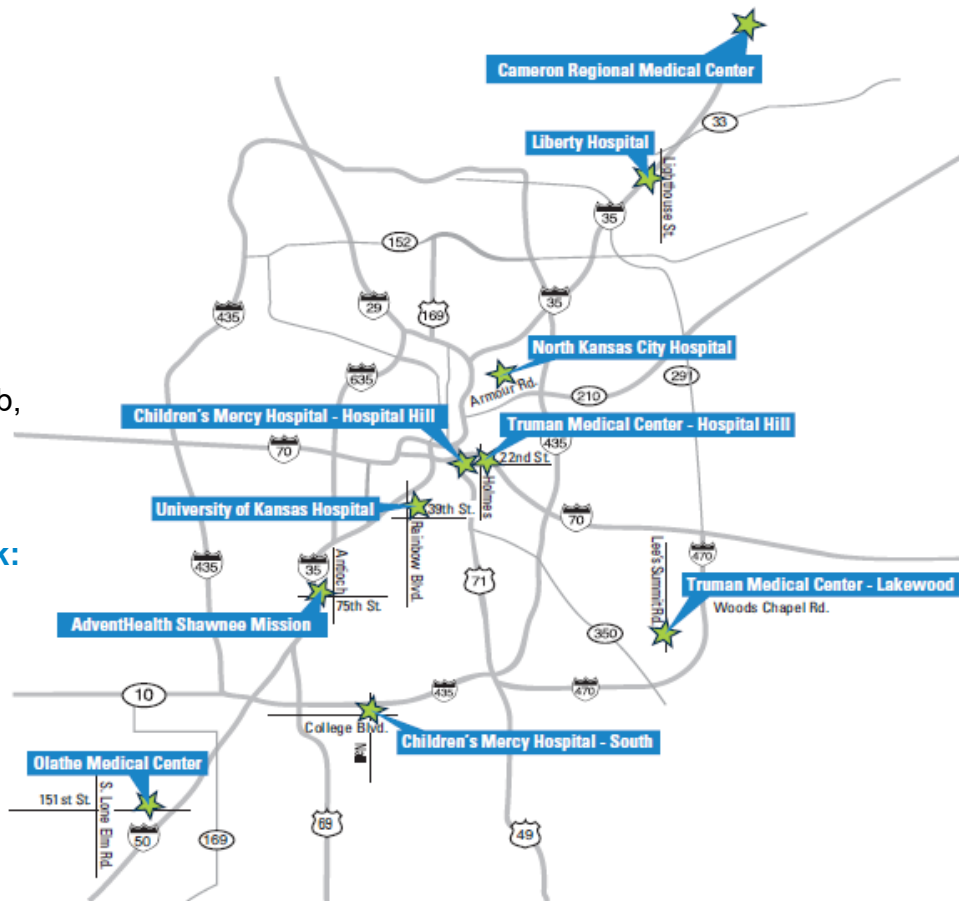 Cameron Regional Medical Center
33
Liberty Hospital
Lighthouse St.
35
152
435
29
169
35
North Kansas City Hospital
635
Armour Rd.
210
291
b,
Children's Mercy Hospital - Hospital Hill
Truman Medical Center - Hospital Hill
70
435
22nd St.
Holmes
University of Kansas Hospital
39th St.
Rainbow Blvd.
70
k:
435
35
Antioch
71
470
Lee's Summit Rd.
Truman Medical Center - Lakewood
Woods Chapel Rd.
75th St.
AdventHealth Shawnee Mission
350
10
435
470
College Blvd.
Nall
Children's Mercy Hospital - South
Olathe Medical Center
151st St.
S. Lone Elm Rd.
50
169
69
49